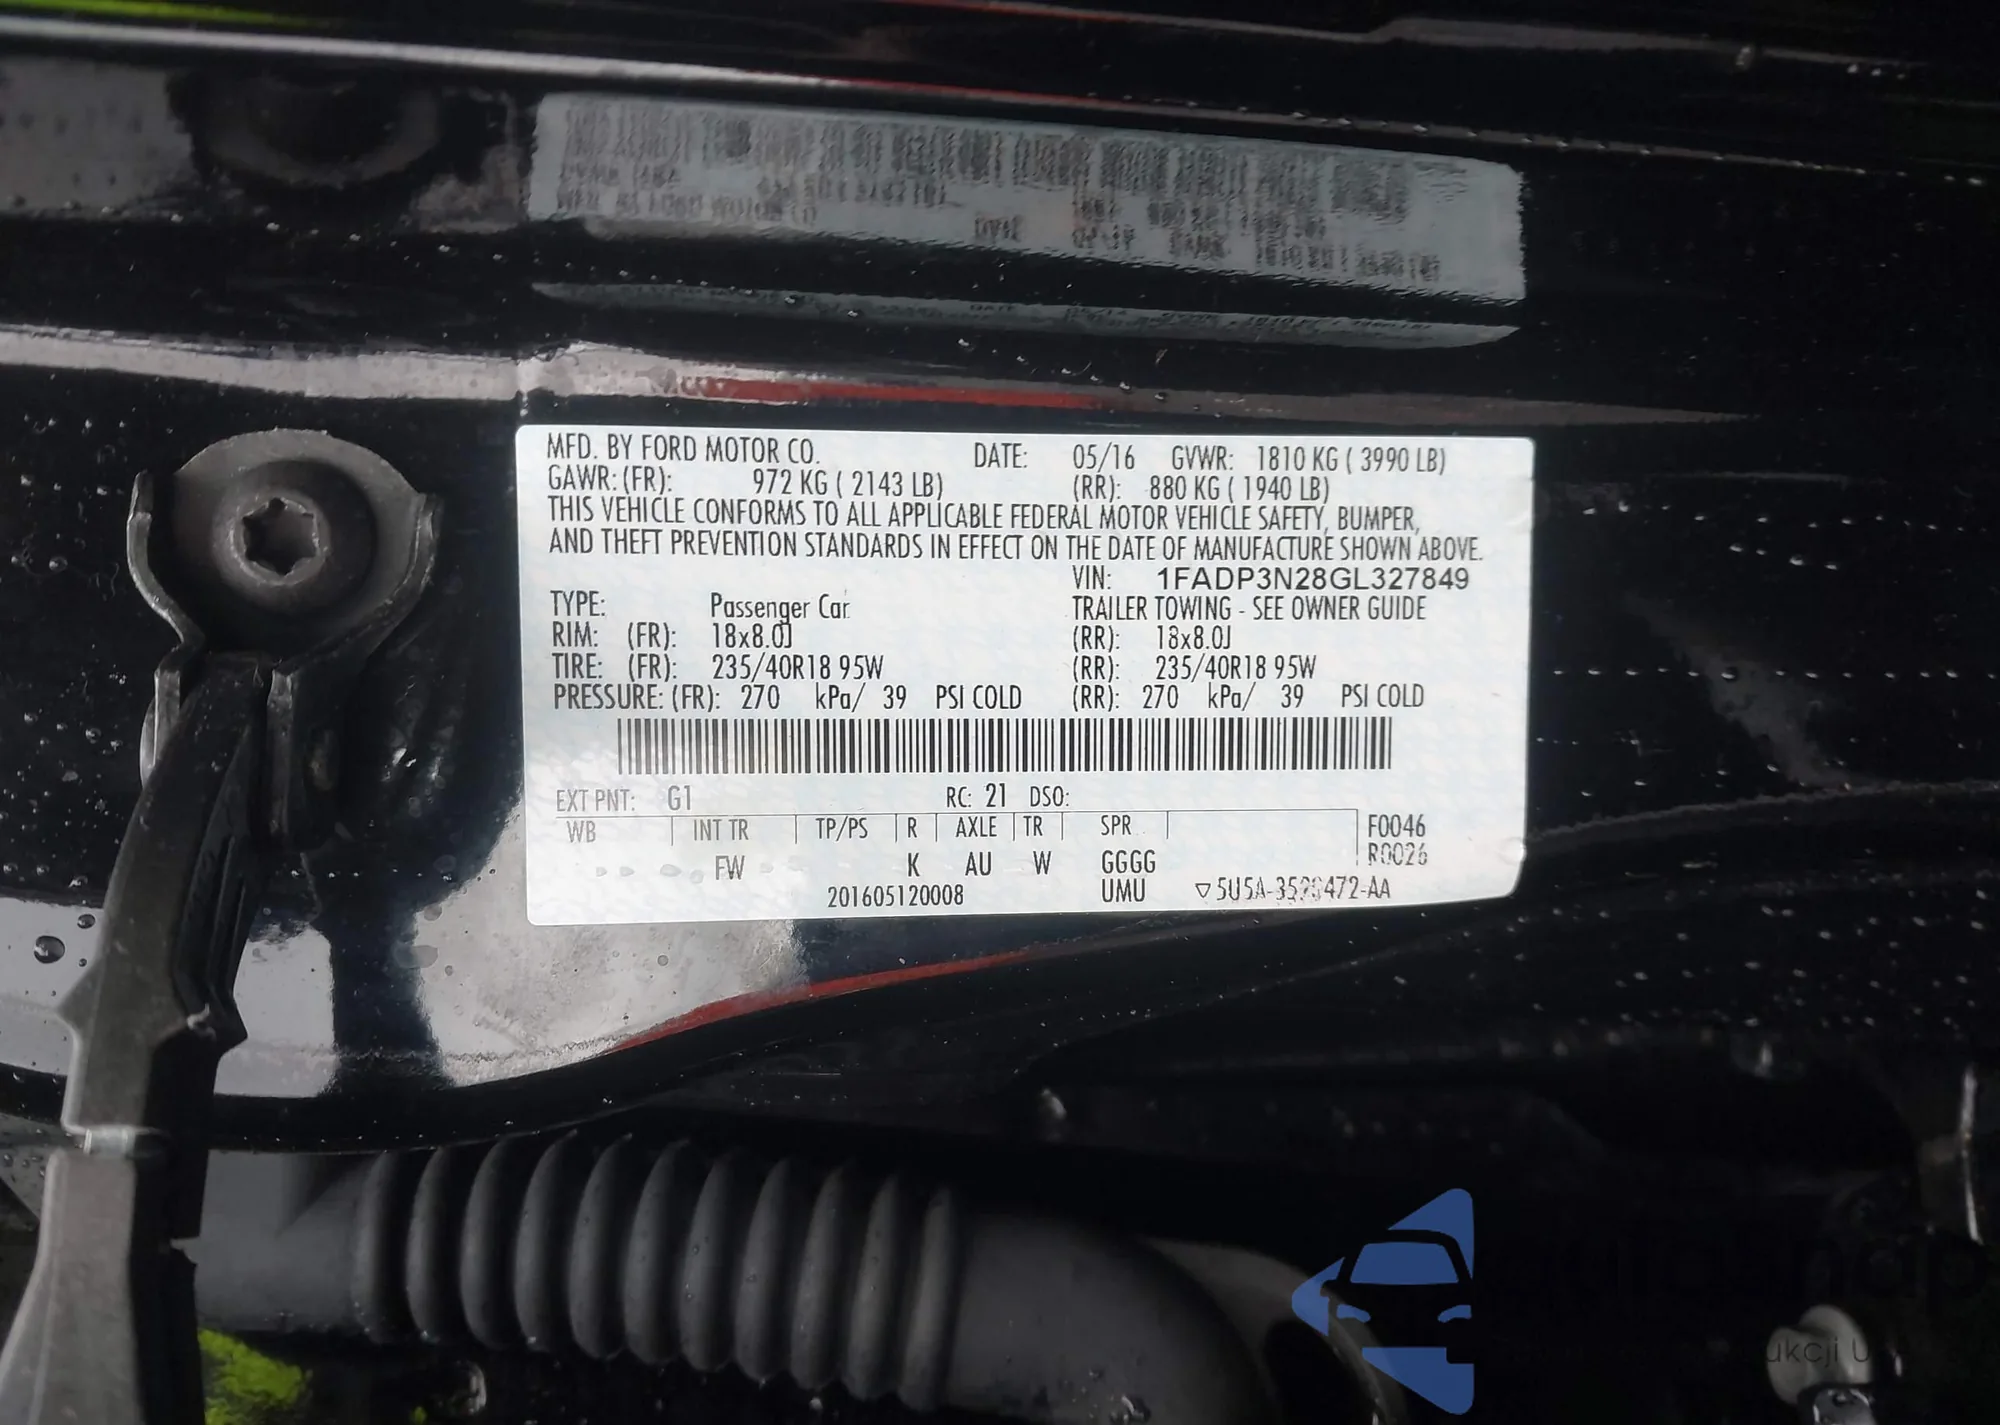 MFD. BY FORD MOTOR CO. DATE: 05/16 GVWR: 1810 KG ( 3990 LB)
GAWR: (FR): 972 KG ( 2143 LB) (RR): 880 KG ( 1940 LB)
THIS VEHICLE CONFORMS TO ALL APPLICABLE FEDERAL MOTOR VEHICLE SAFETY, BUMPER,
AND THEFT PREVENTION STANDARDS IN EFFECT ON THE DATE OF MANUFACTURE SHOWN ABOVE.
VIN: 1FADP3N28GL327849
TYPE: Passenger Car TRAILER TOWING - SEE OWNER GUIDE
RIM: (FR): 18x8.0J (RR): 18x8.0J
TIRE: (FR): 235/40R18 95W (RR): 235/40R18 95W
PRESSURE: (FR): 270 kPa/ 39 PSI COLD (RR): 270 kPa/ 39 PSI COLD
EXT PNT: G1 RC: 21 DSO:
WB INT TR TP/PS R AXLE TR SPR F0046
FW K AU W GGGG R0026
201605120008 UMU